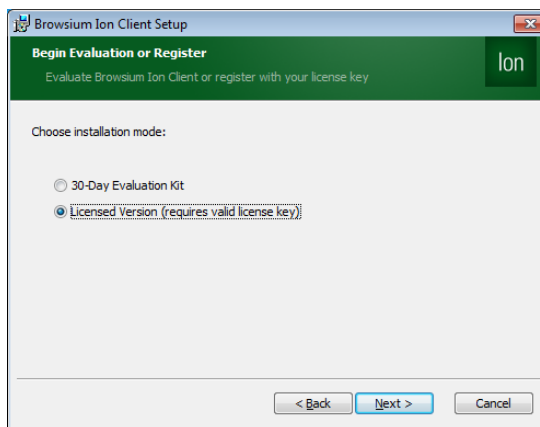 Browsium Ion Client Setup
Begin Evaluation or Register
Evaluate Browsium Ion Client or register with your license key
Ion
Choose installation mode:
30-Day Evaluation Kit
Licensed Version (requires valid license key)
< Back
Next >
Cancel